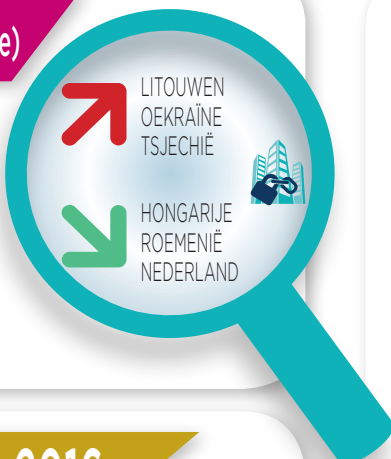 e)
LITOUWEN
OEKRAÏNE
TSJECHIË
HONGARIJE
ROEMENIË
NEDERLAND